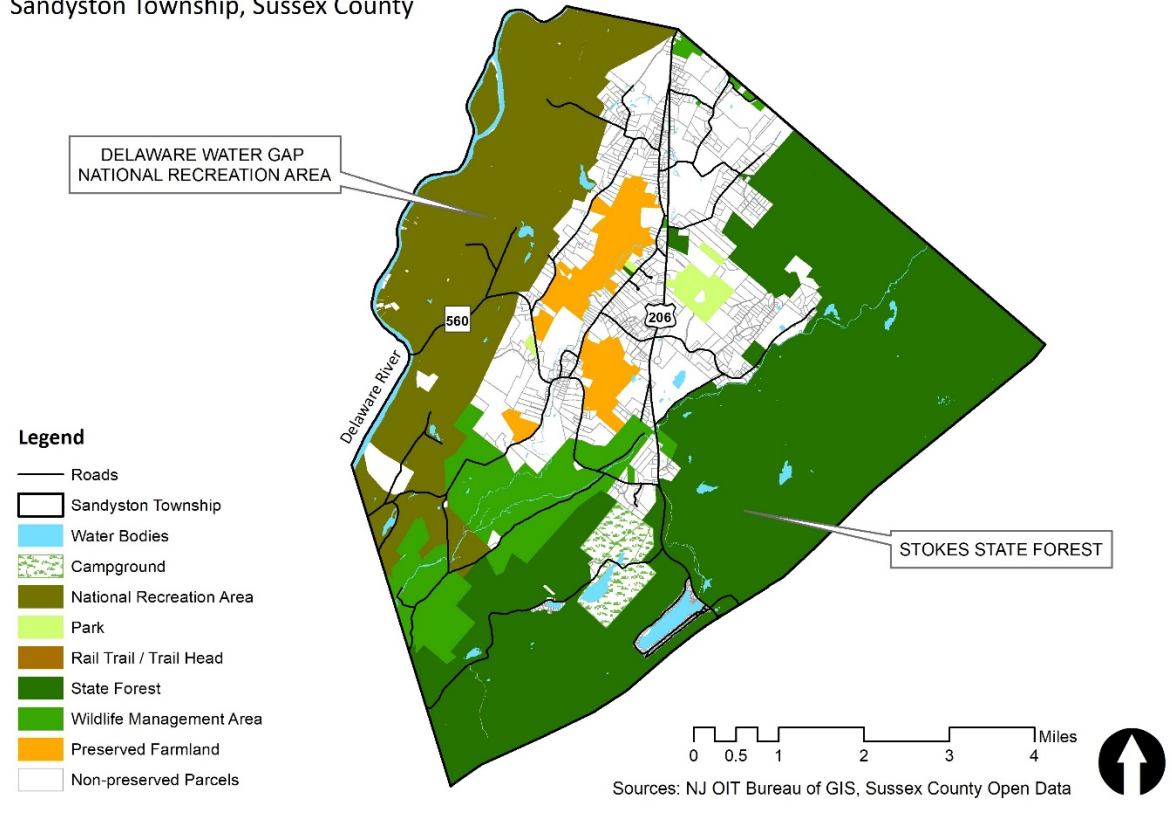 Sandyston Township, Sussex County
DELAWARE WATER GAP
NATIONAL RECREATION AREA
560
206
Delaware River
STOKES STATE FOREST
Legend
Roads
Sandyston Township
Water Bodies
Campground
National Recreation Area
Park
Rail Trail / Trail Head
State Forest
Wildlife Management Area
Preserved Farmland
Non-preserved Parcels
Miles
0 0.5 1 2 3 4
Sources: NJ OIT Bureau of GIS, Sussex County Open Data